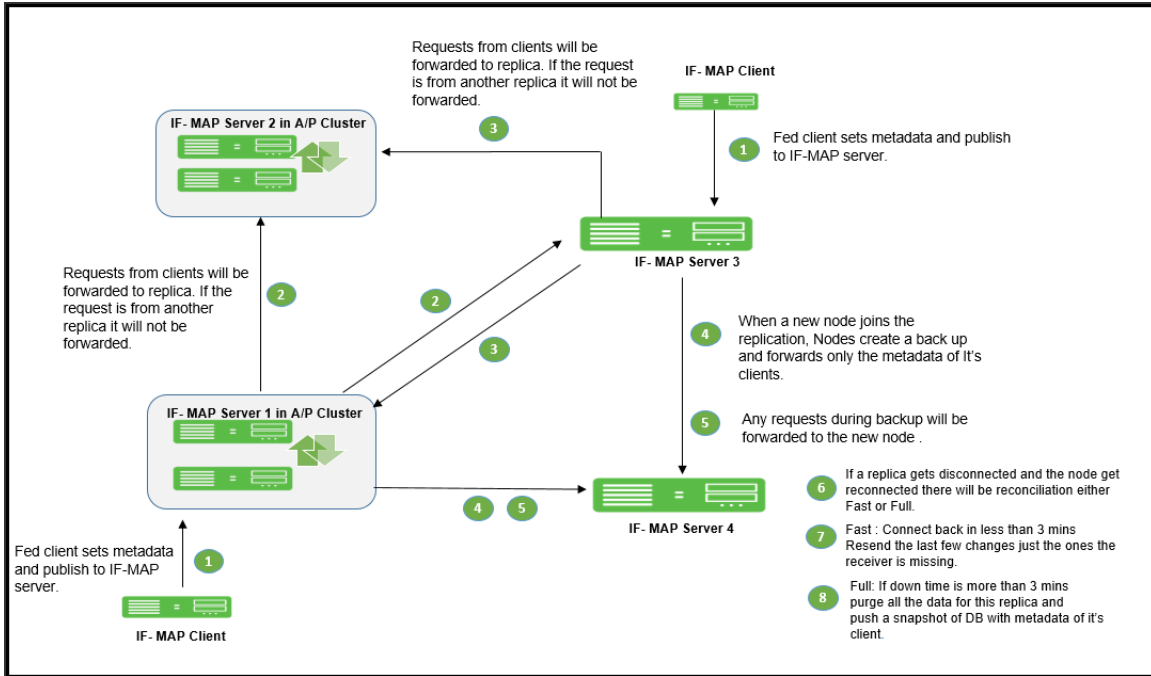 Requests from clients will be
forwarded to replica. If the request
is from another replica it will not be
forwarded.
3
IF- MAP Client
1
Fed client sets metadata and publish
to IF-MAP server.
IF- MAP Server 2 in A/P Cluster
=
=
=
=
IF- MAP Server 3
Requests from clients will be
forwarded to replica. If the
request is from another
replica it will not be
forwarded.
2
2
3
4
When a new node joins the
replication, Nodes create a back up
and forwards only the metadata of It's
clients.
5
Any requests during backup will be
forwarded to the new node .
IF- MAP Server 1 in A/P Cluster
=
=
4
5
=
IF- MAP Server 4
6
If a replica gets disconnected and the node get
reconnected there will be reconciliation either
Fast or Full.
7
Fast : Connect back in less than 3 mins
Resend the last few changes just the ones the
receiver is missing.
8
Full: If down time is more than 3 mins
purge all the data for this replica and
push a snapshot of DB with metadata of it's
client.
Fed client sets metadata
and publish to IF-MAP
server.
1
=
IF- MAP Client